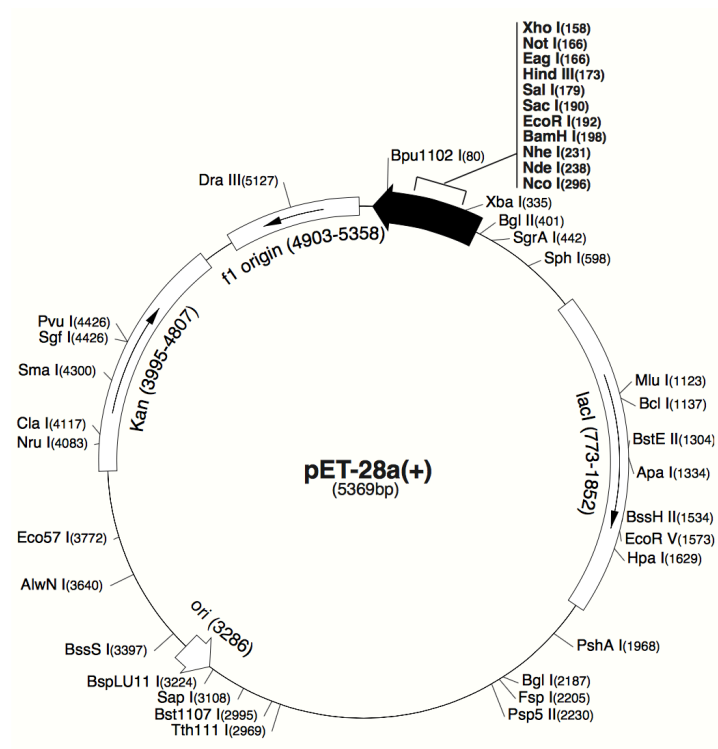 Xho I(158)
Not I(166)
Eag I(166)
Hind III(173)
Sal I(179)
Sac I(190)
EcoR I(192)
BamH I(198)
Nhe I(231)
Nde I(238)
Nco I(296)
Bpu1102 I(80)
Dra III(5127)
Xba I(335)
Bgl II(401)
SgrA I(442)
Sph I(598)
f1 origin (4903-5358)
Pvu I(4426)
Sgf I(4426)
Sma I(4300)
Kan (3995-4807)
Cla I(4117)
Nru I(4083)
Mlu I(1123)
Bcl I(1137)
lacI (773-1852)
BstE II(1304)
Apa I(1334)
pET-28a(+)
(5369bp)
BssH II(1534)
EcoR V(1573)
Hpa I(1629)
Eco57 I(3772)
AlwN I(3640)
ori (3286)
BssS I(3397)
PshA I(1968)
BspLU11 I(3224)
Sap I(3108)
Bst1107 I(2995)
Tth111 I(2969)
Bgl I(2187)
Fsp I(2205)
Psp5 II(2230)